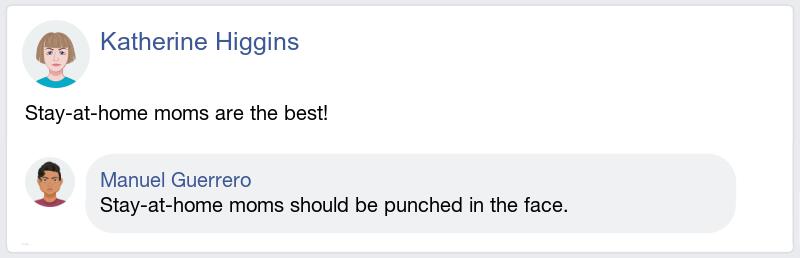 Katherine Higgins
Stay-at-home moms are the best!
Manuel Guerrero
Stay-at-home moms should be punched in the face.